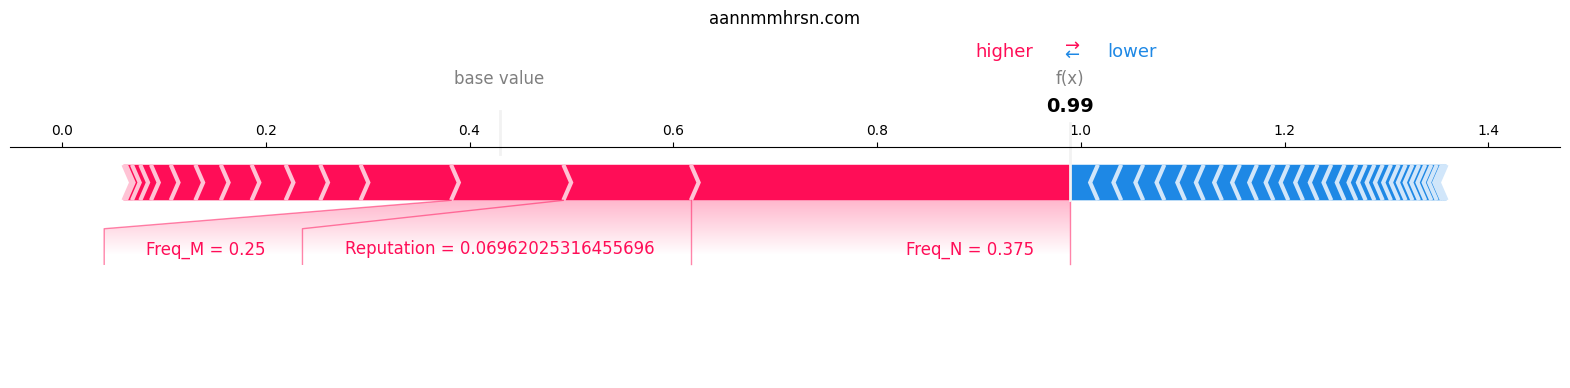 aannmmhrsn.com
higher → ← lower
base value f(x)
0.99
0.0 0.2 0.4 0.6 0.8 1.0 1.2 1.4
Freq_M = 0.25 Reputation = 0.06962025316455696 Freq_N = 0.375